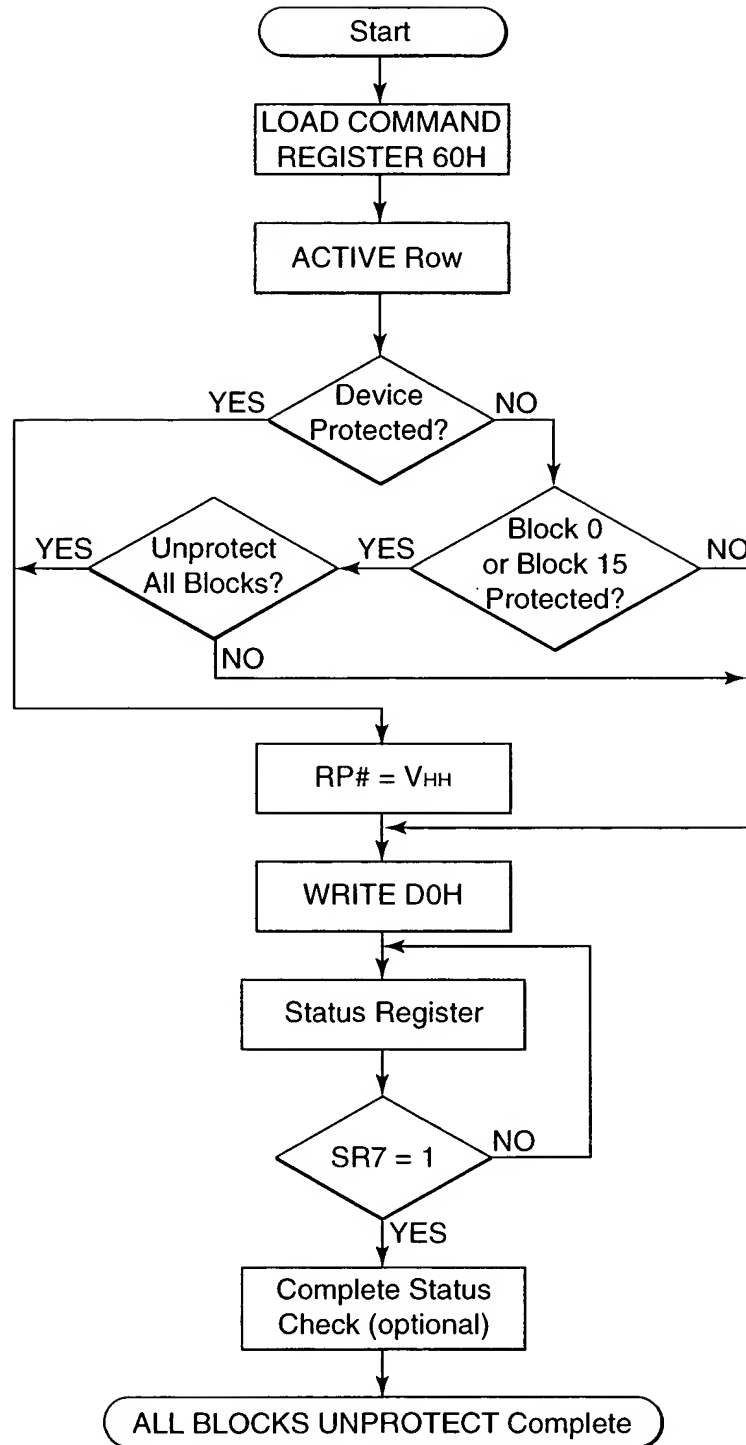 Start
LOAD COMMAND
REGISTER 60H
ACTIVE Row
YES
Device
Protected?
NO
YES
Unprotect
All Blocks?
YES
Block 0
or Block 15
Protected?
NO
NO
RP# = VHH
WRITE D0H
Status Register
SR7 = 1
NO
YES
Complete Status
Check (optional)
ALL BLOCKS UNPROTECT Complete